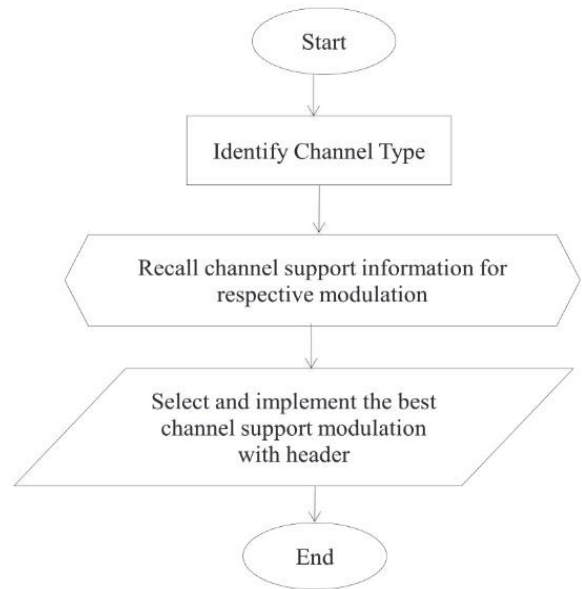 Start
Identify Channel Type
Recall channel support information for
respective modulation
Select and implement the best
channel support modulation
with header
End